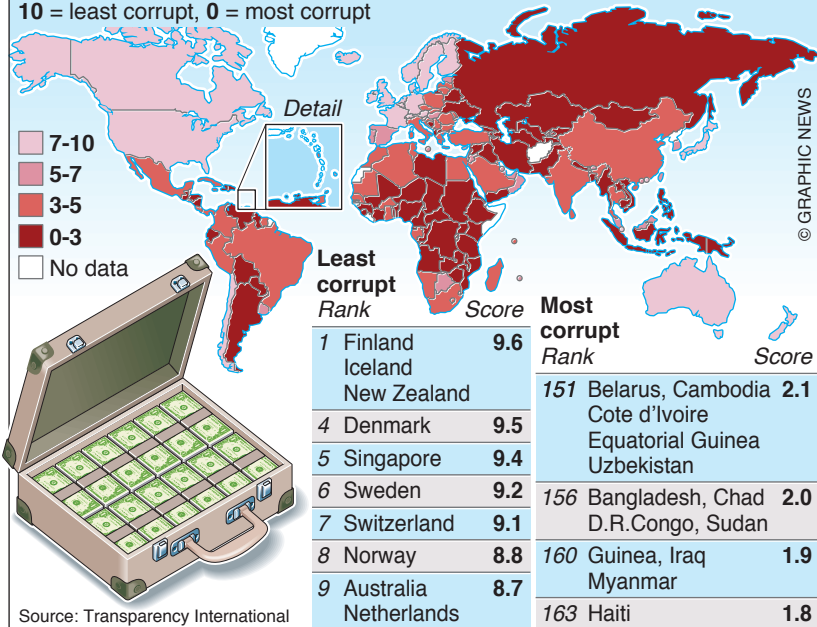 10 = least corrupt, 0 = most corrupt
Detail
7-10
5-7
3-5
0-3
No data
© GRAPHIC NEWS
Least
corrupt
Rank Score
1 Finland 9.6
Iceland
New Zealand
4 Denmark 9.5
5 Singapore 9.4
6 Sweden 9.2
7 Switzerland 9.1
8 Norway 8.8
9 Australia 8.7
Netherlands
Most
corrupt
Rank Score
151 Belarus, Cambodia 2.1
Cote d’Ivoire
Equatorial Guinea
Uzbekistan
156 Bangladesh, Chad 2.0
D.R.Congo, Sudan
160 Guinea, Iraq 1.9
Myanmar
163 Haiti 1.8
Source: Transparency International